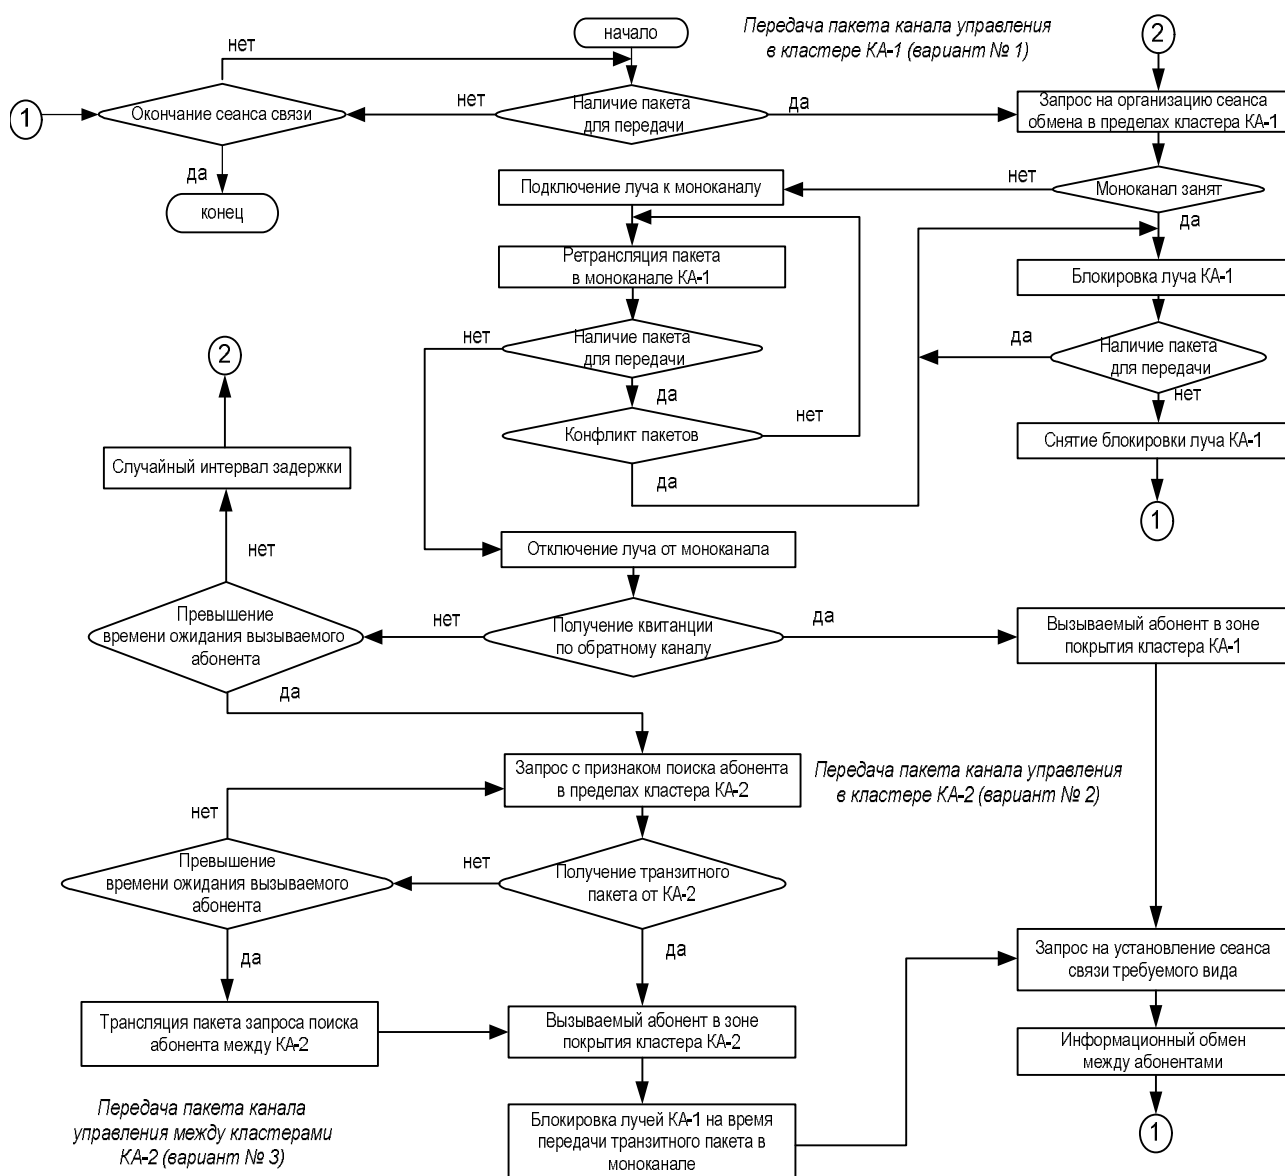 начало
Передача пакета канала управления
в кластере КА-1 (вариант № 1)
2
нет
1
Окончание сеанса связи
нет
Наличие пакета
для передачи
да
Запрос на организацию сеанса
обмена в пределах кластера КА-1
да
конец
Подключение луча к моноканалу
нет
Моноканал занят
да
Ретрансляция пакета
в моноканале КА-1
Блокировка луча КА-1
нет
Наличие пакета
для передачи
да
Наличие пакета
для передачи
2
да
нет
нет
Конфликт пакетов
Снятие блокировки луча КА-1
Случайный интервал задержки
да
1
нет
Отключение луча от моноканала
Превышение
времени ожидания вызываемого
абонента
нет
Получение квитанции
по обратному каналу
да
Вызываемый абонент в зоне
покрытия кластера КА-1
да
Запрос с признаком поиска абонента
в пределах кластера КА-2
Передача пакета канала управления
в кластере КА-2 (вариант № 2)
нет
Превышение
времени ожидания вызываемого
абонента
нет
Получение транзитного
пакета от КА-2
да
да
Запрос на установление сеанса
связи требуемого вида
Трансляция пакета запроса поиска
абонента между КА-2
Вызываемый абонент в зоне
покрытия кластера КА-2
Информационный обмен
между абонентами
Передача пакета канала
управления между кластерами
КА-2 (вариант № 3)
Блокировка лучей КА-1 на время
передачи транзитного пакета в
моноканале
1